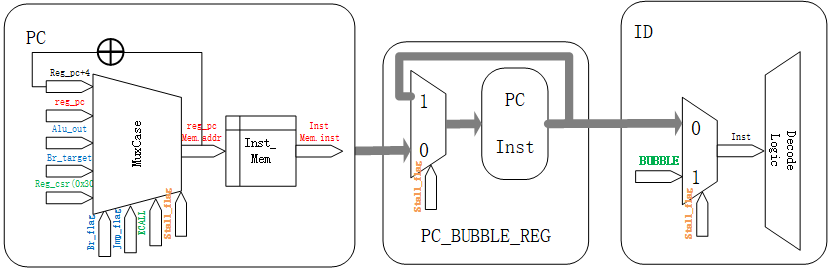 PC
Reg_pc+4
reg_pc
Alu_out
Br_target
Reg_csr(0x30
MuxCase
Br_flag
Jmp_flag
ECALL
Stall_flag
reg_pc
Mem.addr
Inst_
Mem
Inst
Mem.inst
1
0
Stall_flag
PC
Inst
PC_BUBBLE_REG
ID
0
1
BUBBLE
Stall_flag
Inst
Decode
Logic